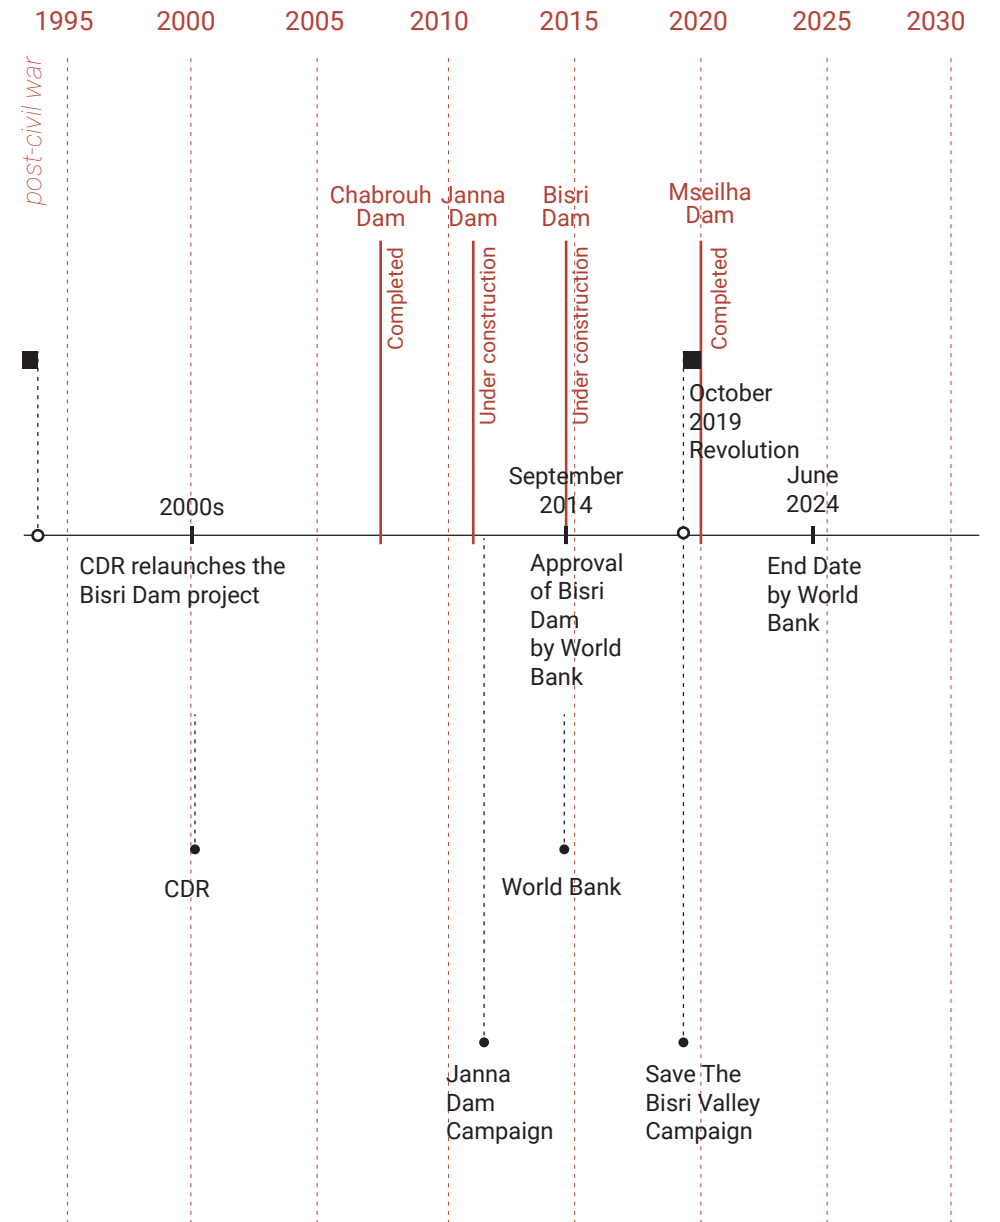 1995 2000 2005 2010 2015 2020 2025 2030
post-civil war
Chabrouh
Dam
Completed
Janna
Dam
Under construction
Bisri
Dam
Under construction
Mseilha
Dam
Completed
October
2019
Revolution
2000s
September
2014
June
2024
CDR relaunches the
Bisri Dam project
Approval
of Bisri
Dam
by World
Bank
End Date
by World
Bank
CDR
World Bank
Janna
Dam
Campaign
Save The
Bisri Valley
Campaign